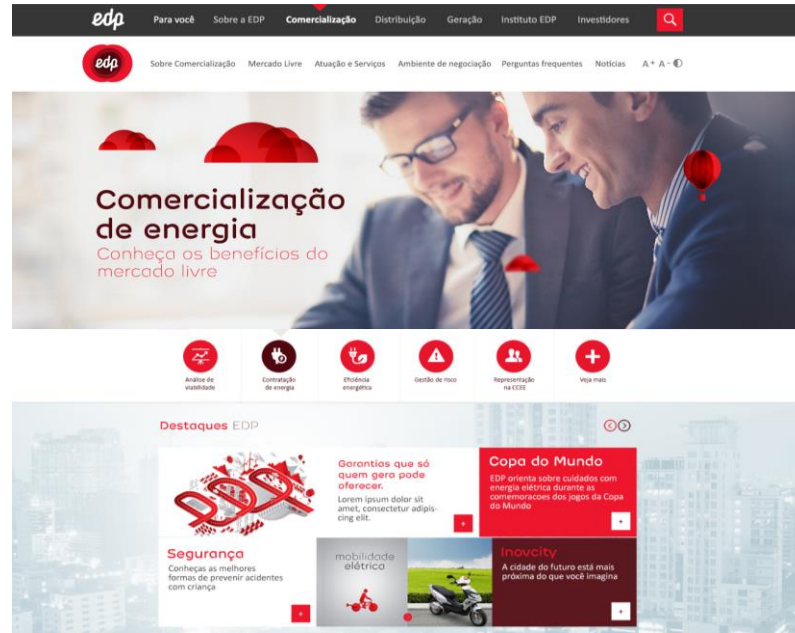 edp
Para você
Sobre a EDP
Comercialização
Distribuição
Geração
Instituto EDP
Investidores
edp
Sobre Comercialização
Mercado Livre
Atuação e Serviços
Ambiente de negociação
Perguntas frequentes
Notícias
A+ A-
Comercialização
de energia
Conheça os benefícios do
mercado livre
Análise de
viabilidade
Contratação
de energia
Eficiência
energética
Gestão de risco
Representação
na CCEE
Veja mais
Destaques EDP
Garantias que só
quem gera pode
oferecer.
Lorem ipsum dolor sit
amet, consectetur adipis-
cing elit.
+
Copa do Mundo
EDP orienta sobre cuidados com
energia elétrica durante as
comemoracoes dos jogos da Copa
do Mundo
+
Segurança
Conheças as melhores
formas de prevenir acidentes
com criança
+
mobilidade
elétrica
Inovcity
A cidade do futuro está mais
próxima do que você imagina
+